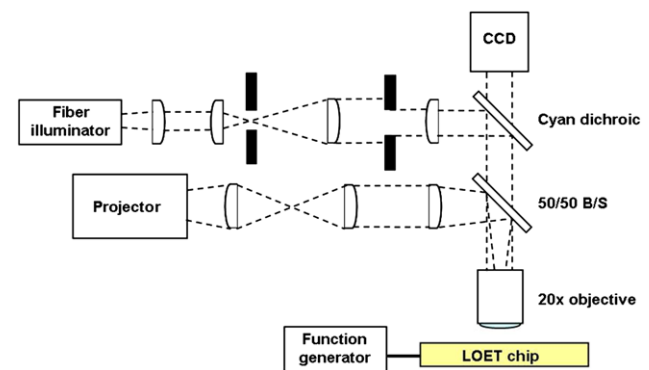 CCD
Fiber
illuminator
Cyan dichroic
Projector
50/50 B/S
20x objective
Function
generator
LOET chip